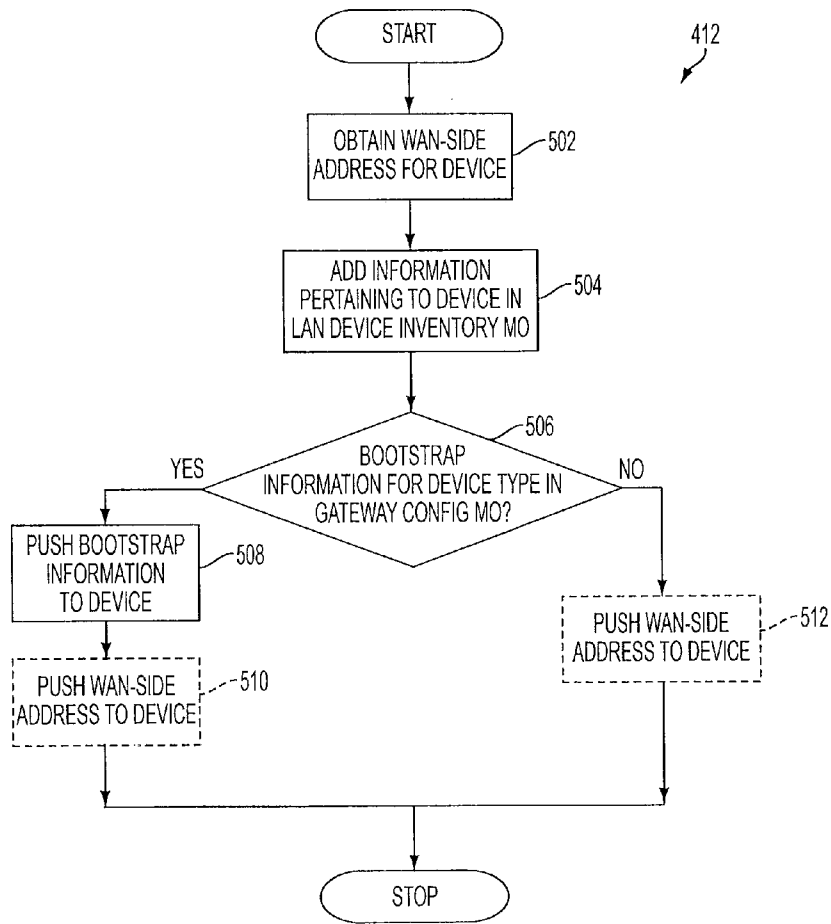 START
412
OBTAIN WAN-SIDE
ADDRESS FOR DEVICE
502
ADD INFORMATION
PERTAINING TO DEVICE IN
LAN DEVICE INVENTORY MO
504
506
BOOTSTRAP
INFORMATION FOR DEVICE TYPE IN
GATEWAY CONFIG MO?
YES
NO
PUSH BOOTSTRAP
INFORMATION
TO DEVICE
508
PUSH WAN-SIDE
ADDRESS TO DEVICE
510
PUSH WAN-SIDE
ADDRESS TO DEVICE
512
STOP